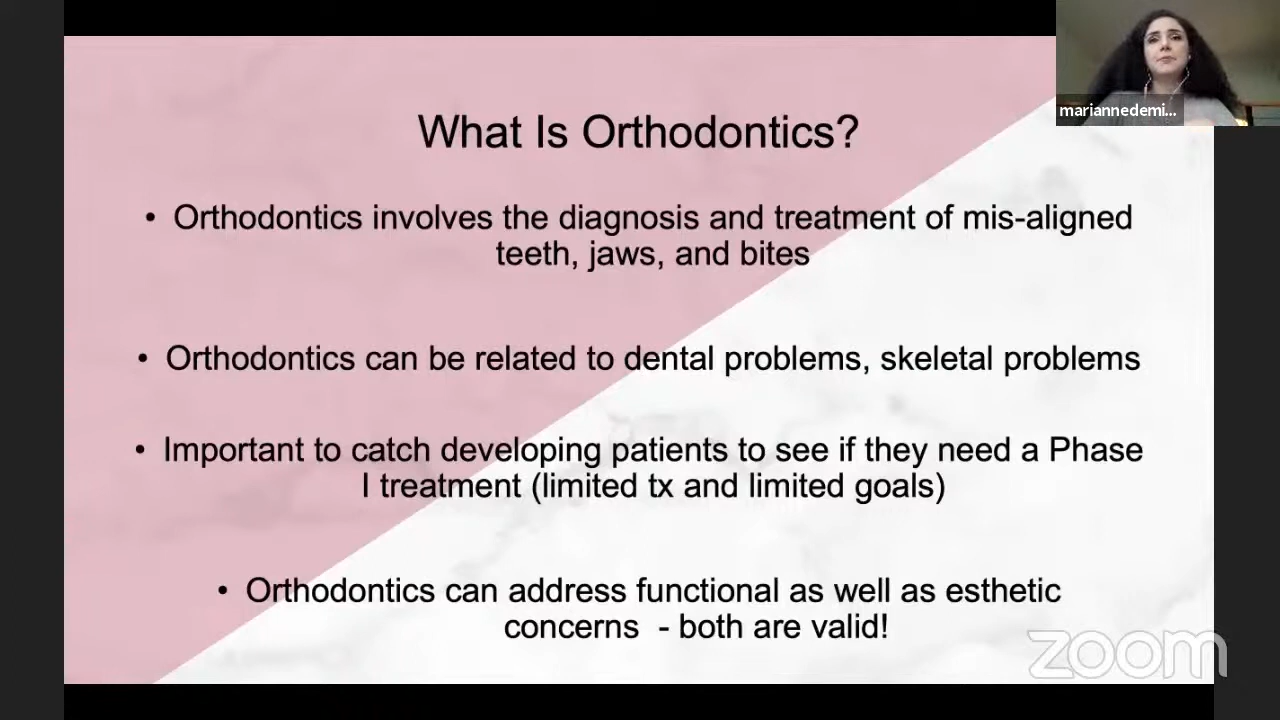 mariannedemi...
What Is Orthodontics?
• Orthodontics involves the diagnosis and treatment of mis-aligned
teeth, jaws, and bites
• Orthodontics can be related to dental problems, skeletal problems
• Important to catch developing patients to see if they need a Phase
I treatment (limited tx and limited goals)
• Orthodontics can address functional as well as esthetic
concerns - both are valid!
zoom